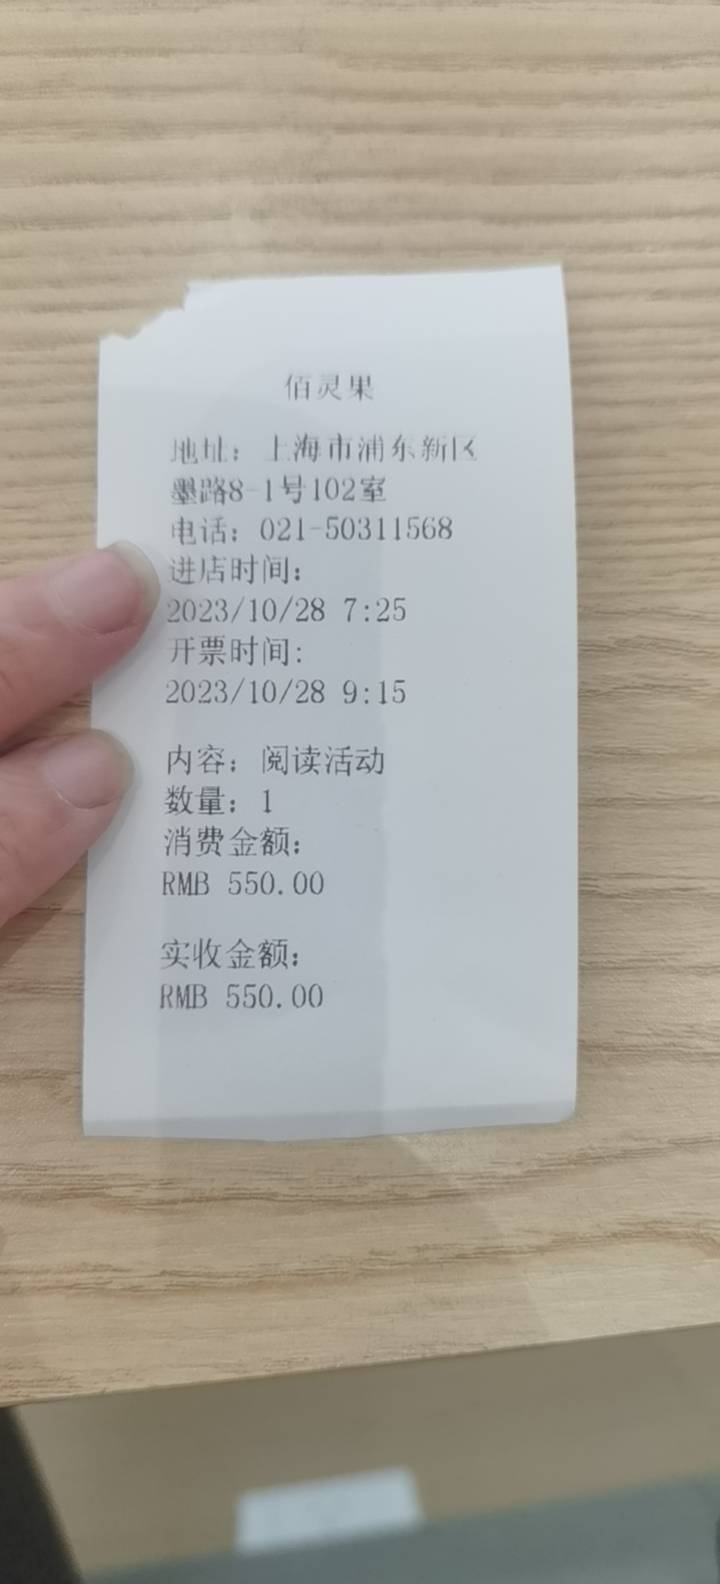 佰灵果
地址：上海市浦东新区
墨路8-1号102室
电话：021-50311568
进店时间：
2023/10/28 7:25
开票时间：
2023/10/28 9:15
内容：阅读活动
数量：1
消费金额：
RMB 550.00
实收金额：
RMB 550.00